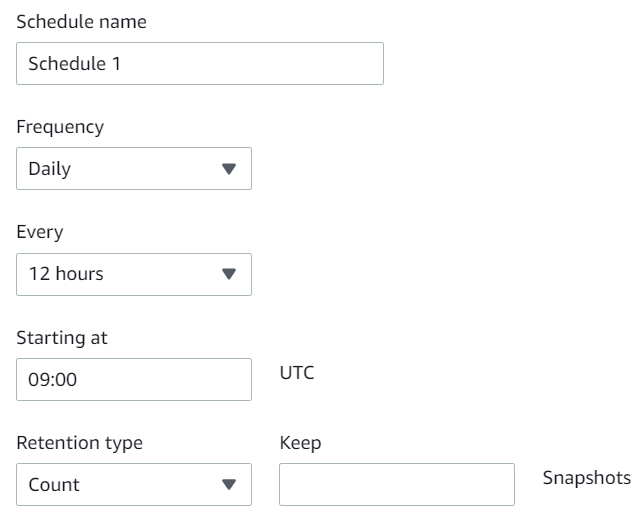 Schedule name
Schedule 1
Frequency
Daily
Every
12 hours
Starting at
09:00 UTC
Retention type Keep
Count Snapshots